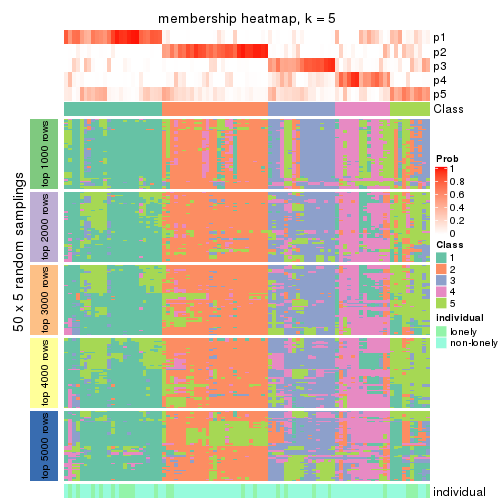 membership heatmap, k = 5
p1
p2
p3
p4
p5
Class
50 x 5 random samplings
top 1000 rows
top 2000 rows
top 3000 rows
top 4000 rows
top 5000 rows
individual
Prob
1
0.8
0.6
0.4
0.2
0
Class
1
2
3
4
5
individual
lonely
non-lonely